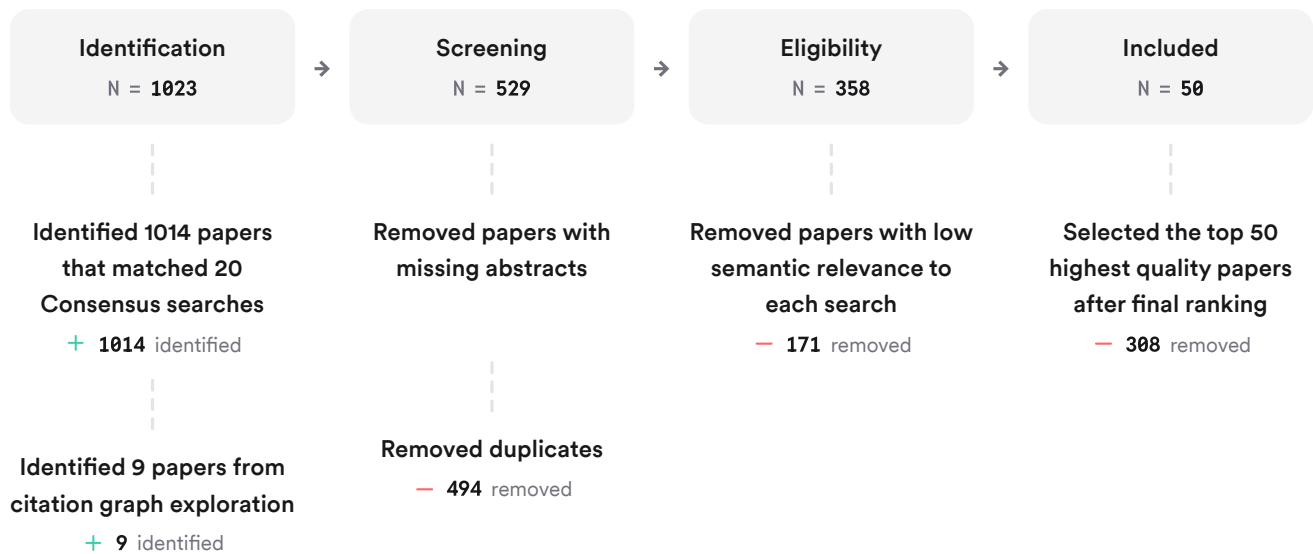 Identification
N = 1023
Screening
N = 529
Eligibility
N = 358
Included
N = 50
Identified 1014 papers
that matched 20
Consensus searches
+ 1014 identified
Identified 9 papers from
citation graph exploration
+ 9 identified
Removed papers with
missing abstracts
Removed duplicates
− 494 removed
Removed papers with low
semantic relevance to
each search
− 171 removed
Selected the top 50
highest quality papers
after final ranking
− 308 removed